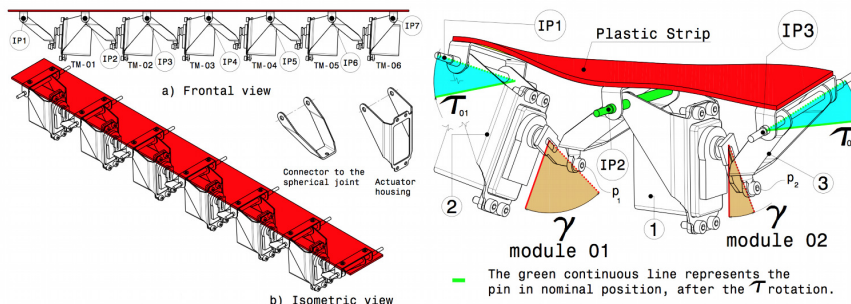 IP1 IP2 IP3 IP4 IP5 IP6 IP7
TM-01 TM-02 TM-03 TM-04 TM-05 TM-06
a) Frontal view
Connector to the
spherical joint
Actuator
housing
b) Isometric view
IP1
Plastic Strip
IP3
τ01
τ0
IP2
p1
p2
2
1
3
γ
module 01
γ
module 02
The green continuous line represents the
pin in nominal position, after the τ rotation.